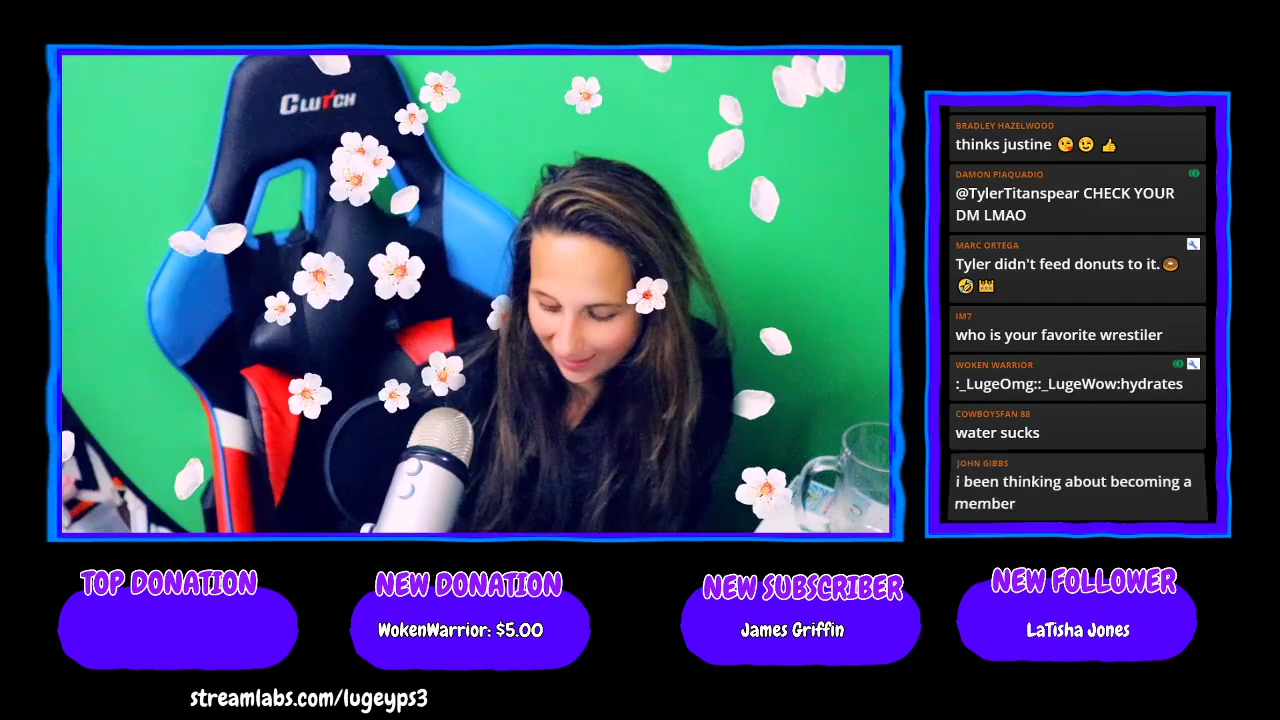 CLUTCH
BRADLEY HAZELWOOD
thinks justine 😘 😉 👍
DAMON PIAQUADIO
@TylerTitanspear CHECK YOUR
DM LMAO
MARC ORTEGA
Tyler didn't feed donuts to it.🍩
🤣 👑
IM7
who is your favorite wrestiler
WOKEN WARRIOR
:_LugeOmg::_LugeWow:hydrates
COWBOYSFAN 88
water sucks
JOHN GIBBS
i been thinking about becoming a
member
TOP DONATION
NEW DONATION
WokenWarrior: $5.00
NEW SUBSCRIBER
James Griffin
NEW FOLLOWER
LaTisha Jones
streamlabs.com/lugeyps3